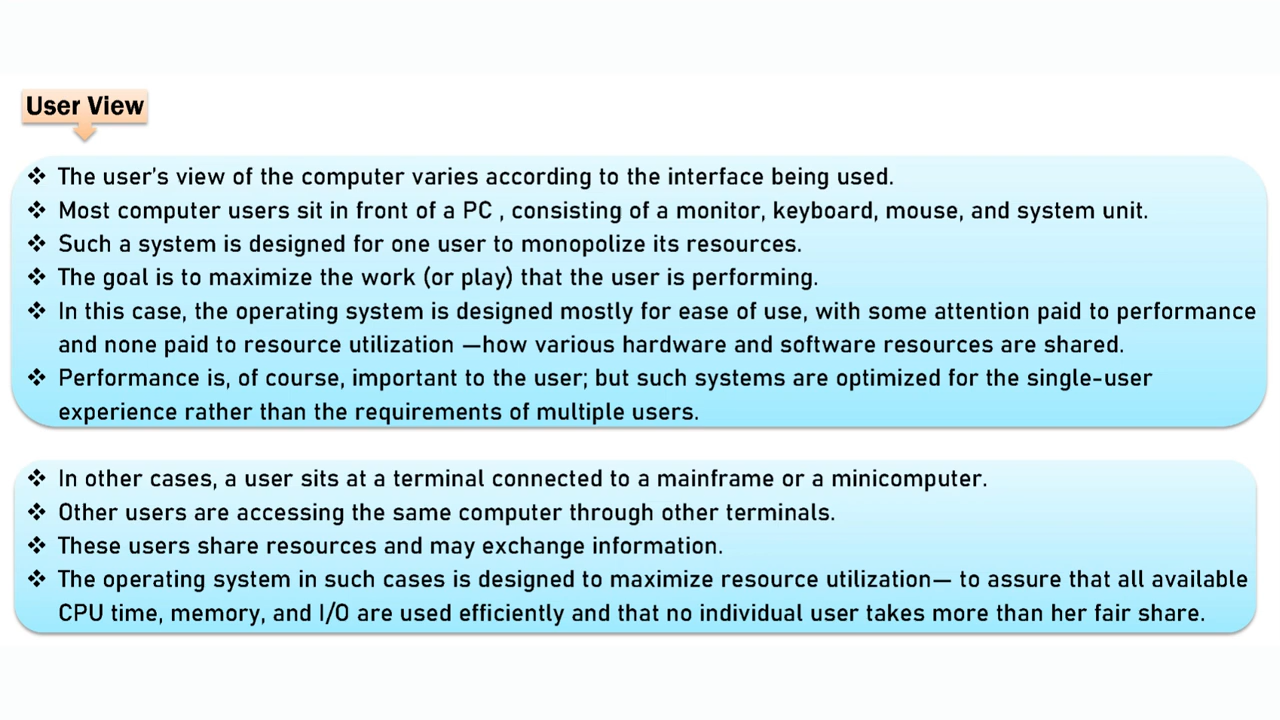 User View
❖ The user's view of the computer varies according to the interface being used.
❖ Most computer users sit in front of a PC , consisting of a monitor, keyboard, mouse, and system unit.
❖ Such a system is designed for one user to monopolize its resources.
❖ The goal is to maximize the work (or play) that the user is performing.
❖ In this case, the operating system is designed mostly for ease of use, with some attention paid to performance
and none paid to resource utilization —how various hardware and software resources are shared.
❖ Performance is, of course, important to the user; but such systems are optimized for the single-user
experience rather than the requirements of multiple users.
❖ In other cases, a user sits at a terminal connected to a mainframe or a minicomputer.
❖ Other users are accessing the same computer through other terminals.
❖ These users share resources and may exchange information.
❖ The operating system in such cases is designed to maximize resource utilization— to assure that all available
CPU time, memory, and I/O are used efficiently and that no individual user takes more than her fair share.